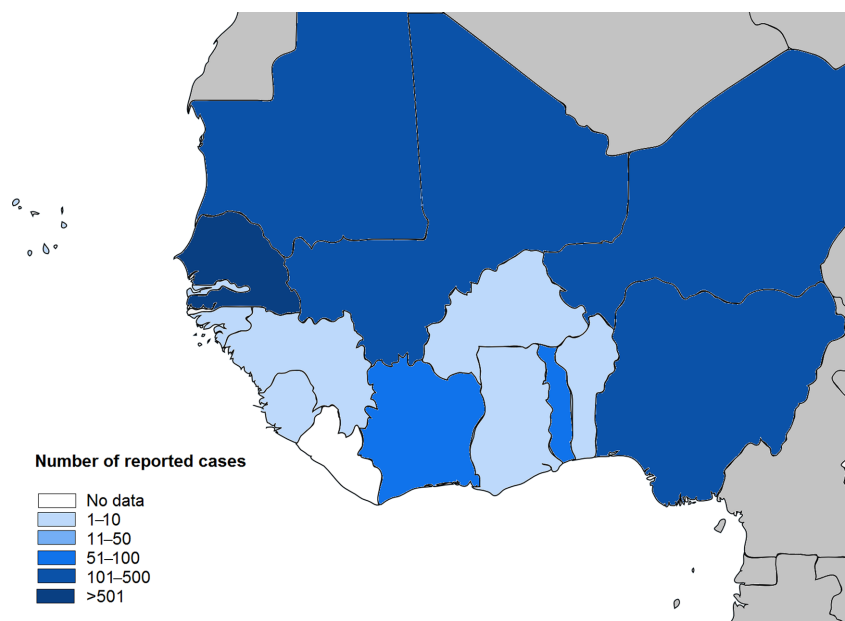 Number of reported cases
No data
1–10
11–50
51–100
101–500
>501